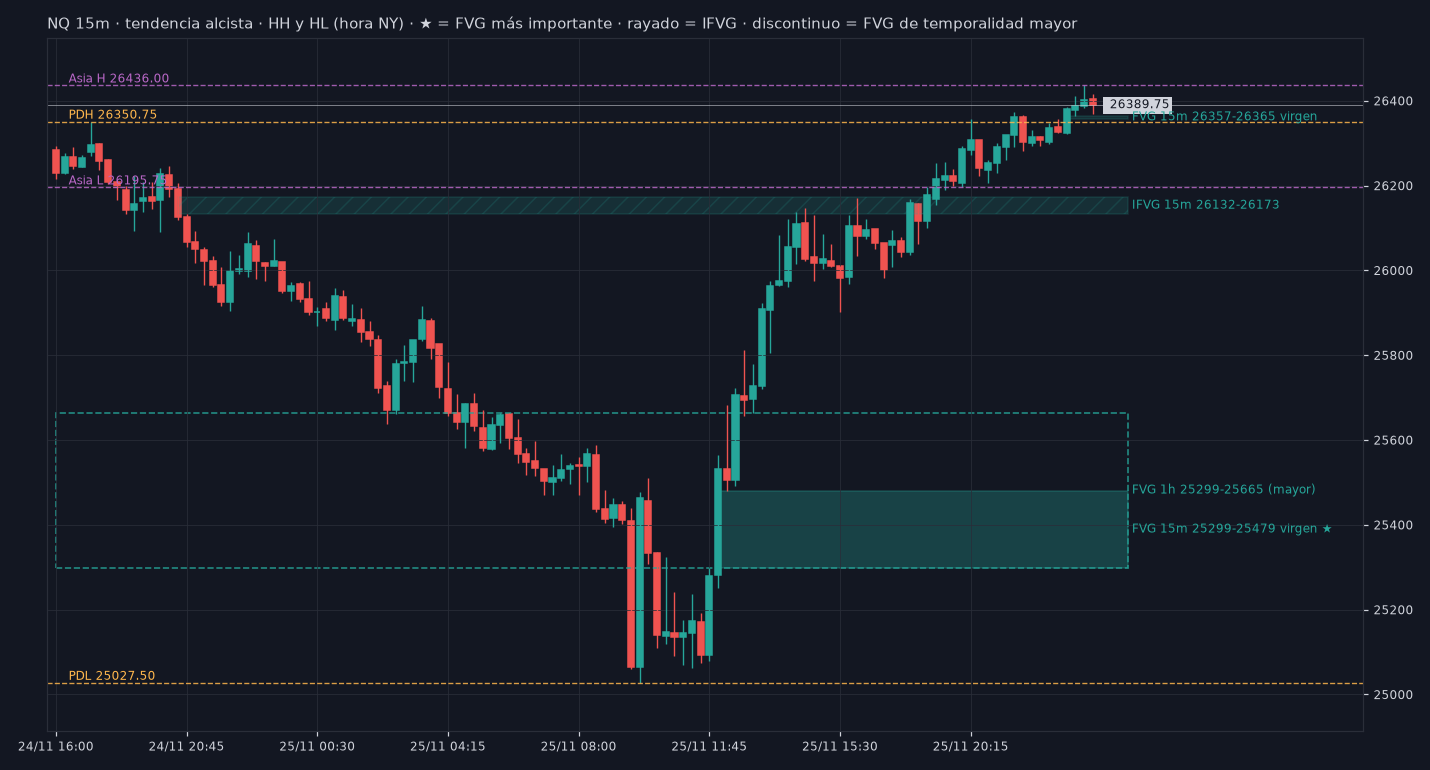 NQ 15m · tendencia alcista · HH y HL (hora NY) · ★ = FVG más importante · rayado = IFVG · discontinuo = FVG de temporalidad mayor
Asia H 26436.00
26389.75
26400
PDH 26350.75
FVG 15m 26357-26365 virgen
Asia L 26195.75
26200
IFVG 15m 26132-26173
26000
25800
25600
FVG 1h 25299-25665 (mayor)
25400
FVG 15m 25299-25479 virgen ★
25200
PDL 25027.50
25000
24/11 16:00 24/11 20:45 25/11 00:30 25/11 04:15 25/11 08:00 25/11 11:45 25/11 15:30 25/11 20:15